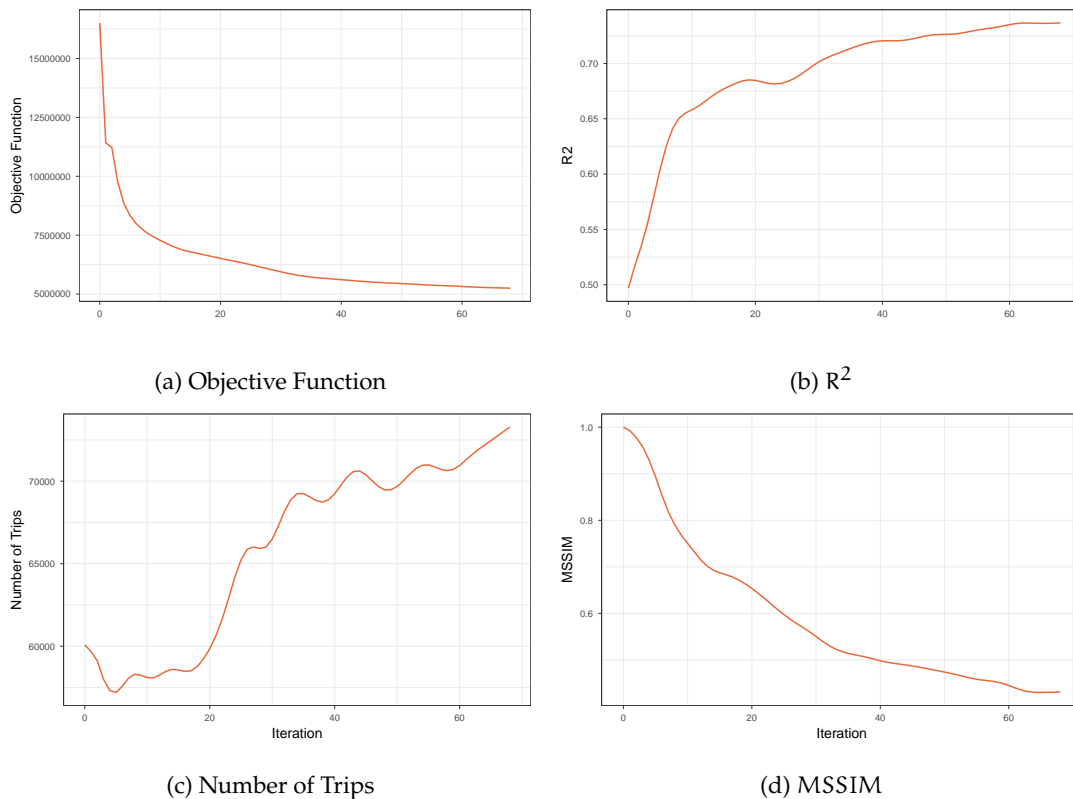 15000000
12500000
10000000
7500000
5000000
Objective Function
0 20 40 60
(a) Objective Function
0.70
0.65
0.60
0.55
0.50
R2
0 20 40 60
(b) R²
70000
65000
60000
Number of Trips
0 20 40 60
Iteration
(c) Number of Trips
1.0
0.8
0.6
MSSIM
0 20 40 60
Iteration
(d) MSSIM